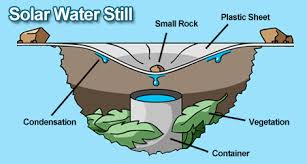 Solar Water Still
Small Rock
Plastic Sheet
Condensation
Vegetation
Container